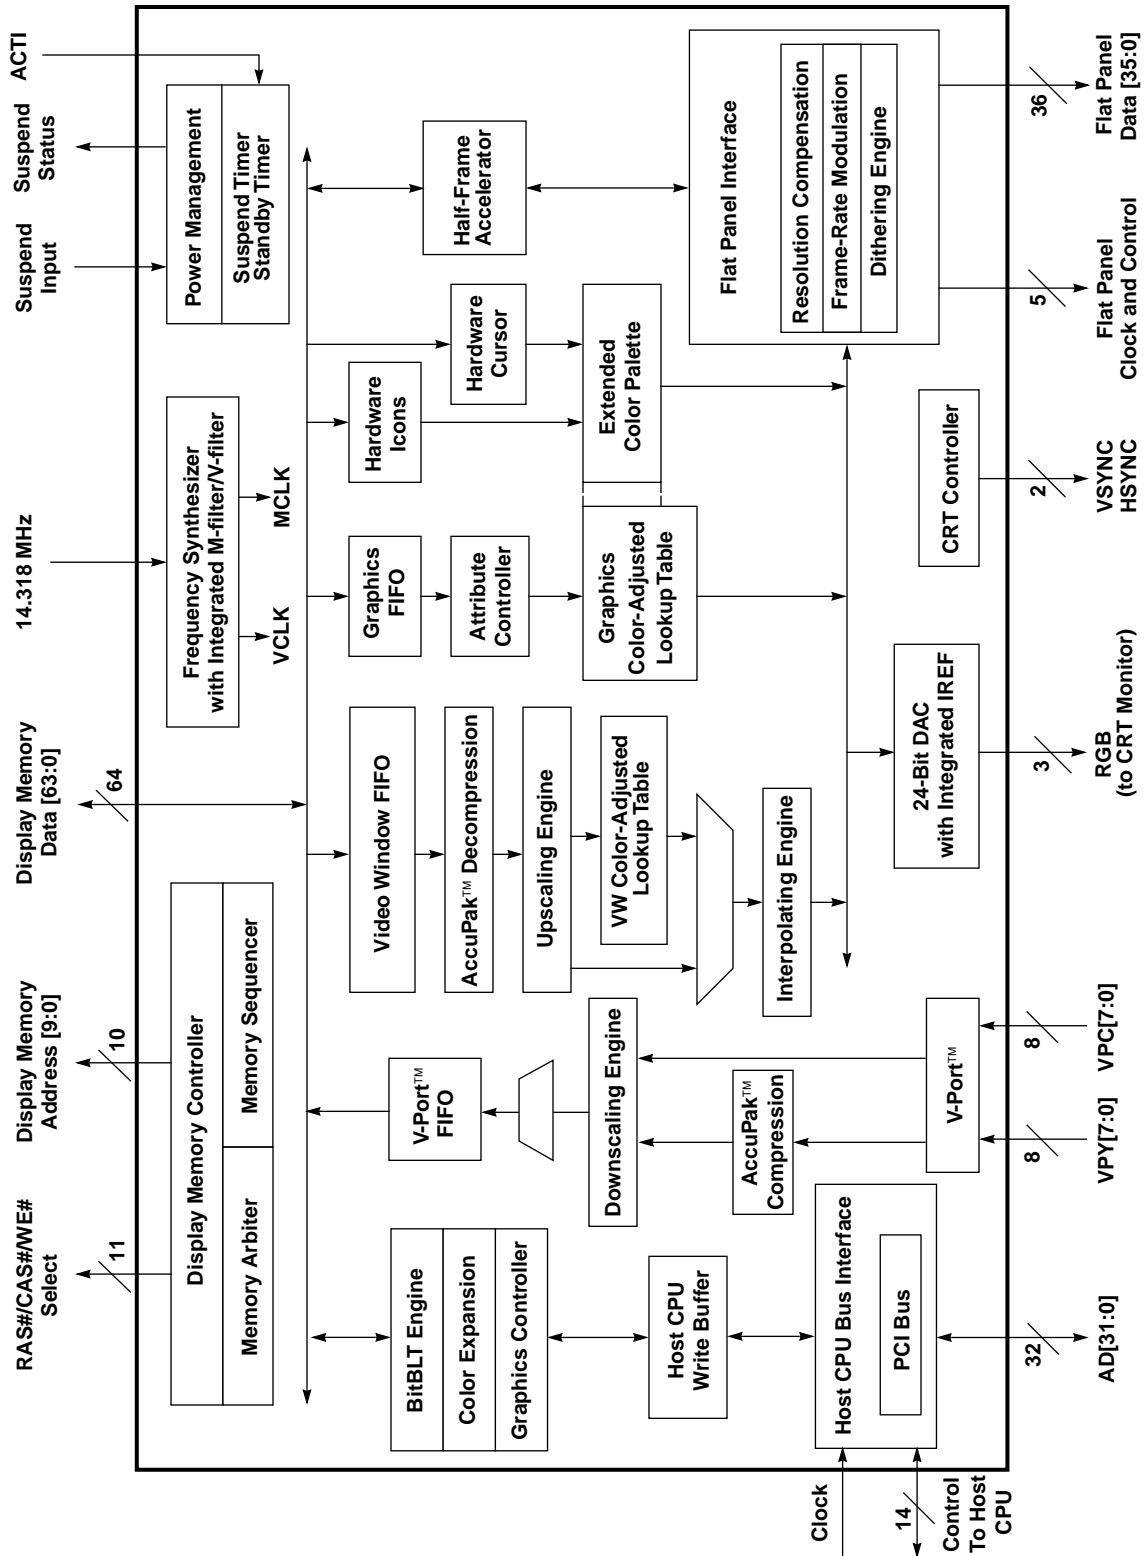 RAS#/CAS#/WE#
Select
11
Display Memory
Address [9:0]
10
Display Memory
Data [63:0]
64
14.318 MHz
Suspend
Input
Suspend
Status
ACTI
Display Memory Controller
Memory Arbiter
Memory Sequencer
Frequency Synthesizer
with Integrated M-filter/V-filter
VCLK
MCLK
Power Management
Suspend Timer
Standby Timer
BitBLT Engine
Color Expansion
Graphics Controller
V-Port™
FIFO
Video Window FIFO
AccuPak™ Decompression
Upscaling Engine
VW Color-Adjusted
Lookup Table
Graphics
FIFO
Attribute
Controller
Graphics
Color-Adjusted
Lookup Table
Hardware
Icons
Hardware
Cursor
Extended
Color Palette
Half-Frame
Accelerator
Host CPU
Write Buffer
Downscaling Engine
AccuPak™
Compression
Interpolating Engine
Flat Panel Interface
Resolution Compensation
Frame-Rate Modulation
Dithering Engine
Host CPU Bus Interface
PCI Bus
V-Port™
24-Bit DAC
with Integrated IREF
CRT Controller
Clock
14
Control
To Host
CPU
32
AD[31:0]
8
VPY[7:0]
8
VPC[7:0]
3
RGB
(to CRT Monitor)
2
VSYNC
HSYNC
5
Flat Panel
Clock and Control
36
Flat Panel
Data [35:0]